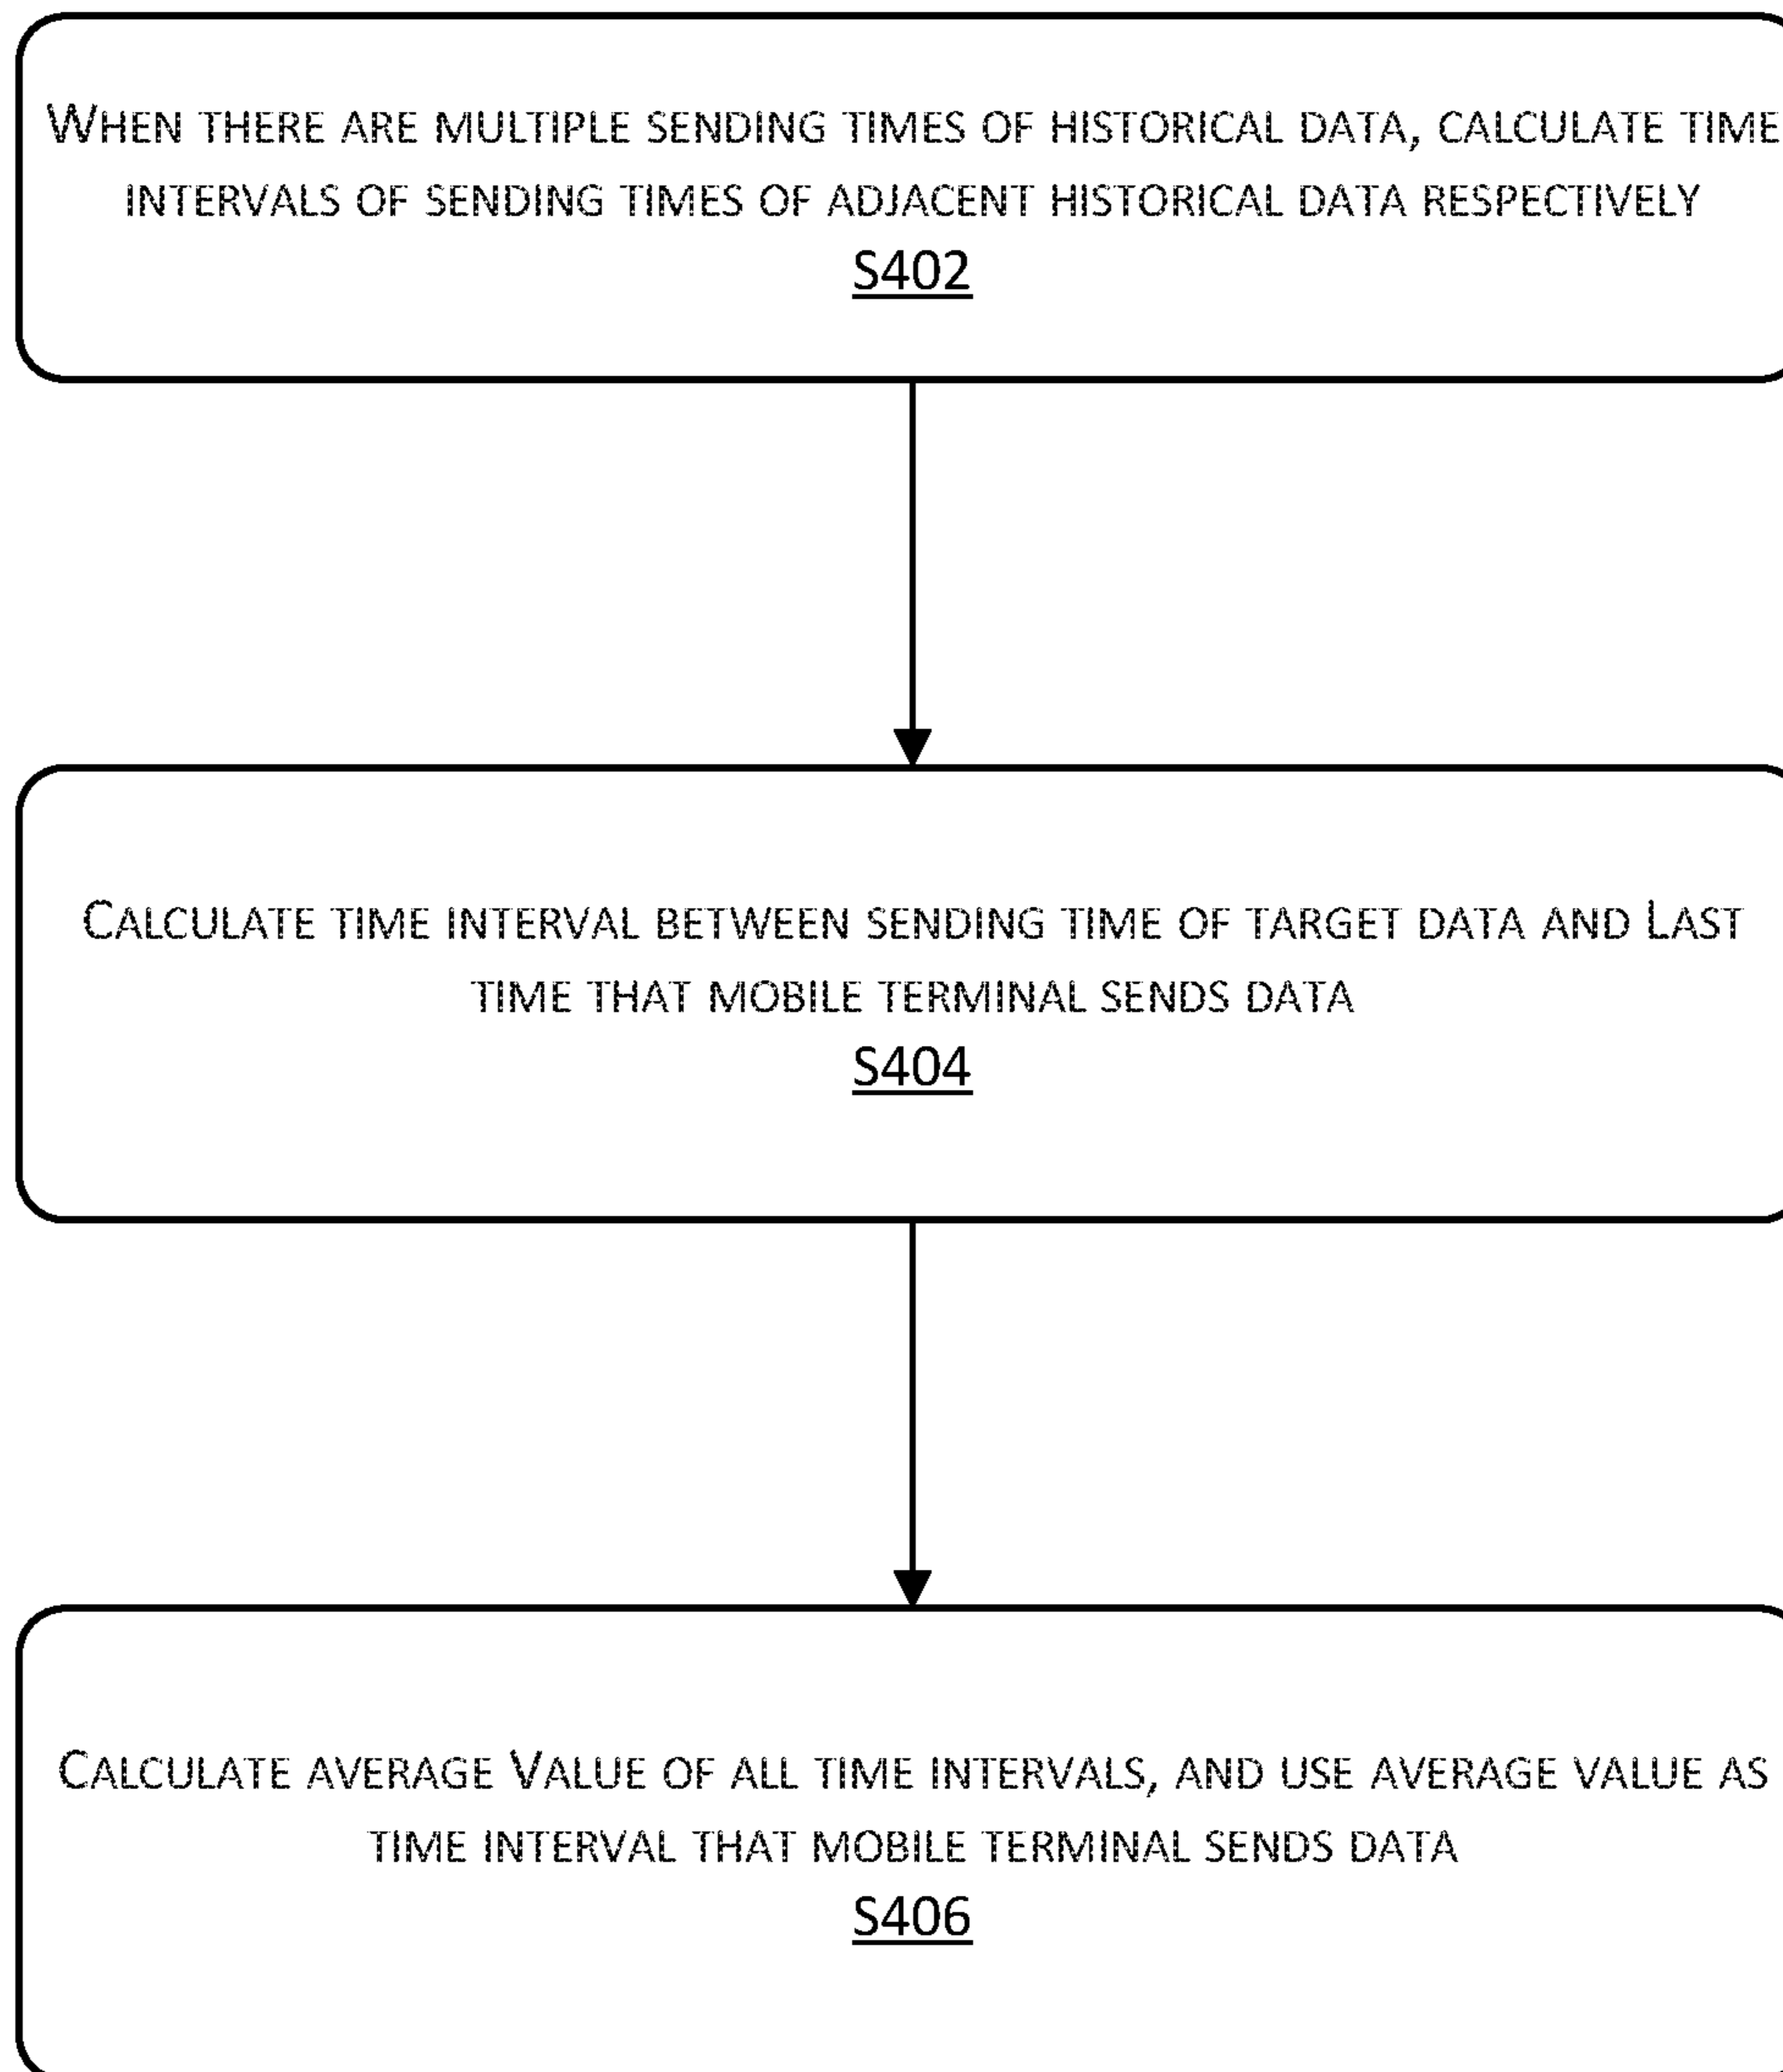 WHEN THERE ARE MULTIPLE SENDING TIMES OF HISTORICAL DATA, CALCULATE TIME
INTERVALS OF SENDING TIMES OF ADJACENT HISTORICAL DATA RESPECTIVELY
S402
CALCULATE TIME INTERVAL BETWEEN SENDING TIME OF TARGET DATA AND LAST
TIME THAT MOBILE TERMINAL SENDS DATA
S404
CALCULATE AVERAGE VALUE OF ALL TIME INTERVALS, AND USE AVERAGE VALUE AS
TIME INTERVAL THAT MOBILE TERMINAL SENDS DATA
S406